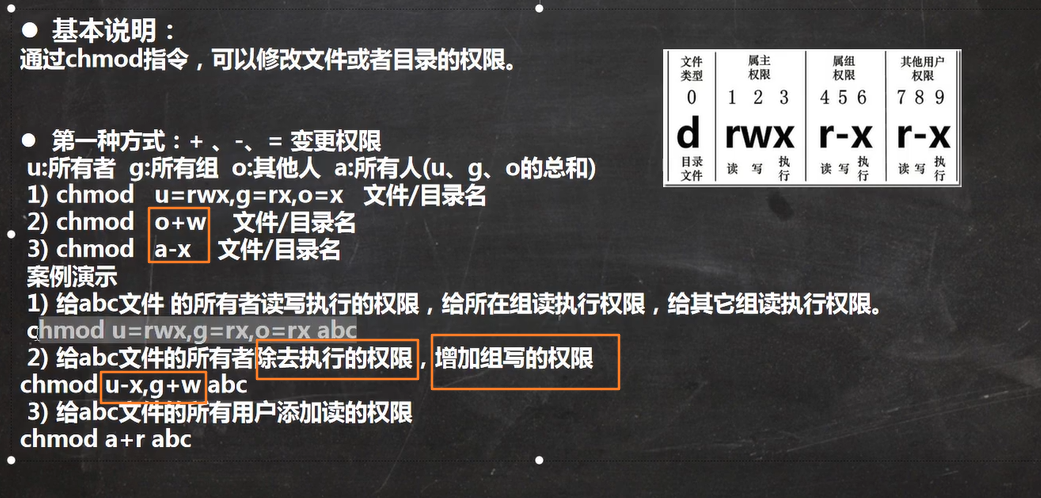 ● 基本说明：
通过chmod指令，可以修改文件或者目录的权限。
● 第一种方式：+ 、-、= 变更权限
u:所有者 g:所有组 o:其他人 a:所有人(u、g、o的总和)
1) chmod u=rwx,g=rx,o=x 文件/目录名
2) chmod o+w 文件/目录名
3) chmod a-x 文件/目录名
案例演示
1) 给abc文件 的所有者读写执行的权限，给所在组读执行权限，给其它组读执行权限。
chmod u=rwx,g=rx,o=rx abc
2) 给abc文件的所有者除去执行的权限，增加组写的权限
chmod u-x,g+w abc
3) 给abc文件的所有用户添加读的权限
chmod a+r abc
文件类型 属主权限 属组权限 其他用户权限
0 1 2 3 4 5 6 7 8 9
d rwx r-x r-x
目录文件 读 写 执行 读 写 执行 读 写 执行